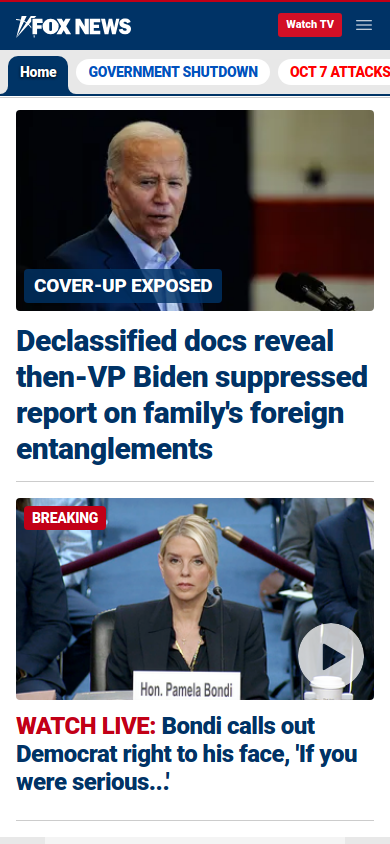 FOX NEWS
Watch TV
Home
GOVERNMENT SHUTDOWN
OCT 7 ATTACKS
COVER-UP EXPOSED
Declassified docs reveal
then-VP Biden suppressed
report on family's foreign
entanglements
BREAKING
Hon. Pamela Bondi
WATCH LIVE: Bondi calls out
Democrat right to his face, 'If you
were serious...'